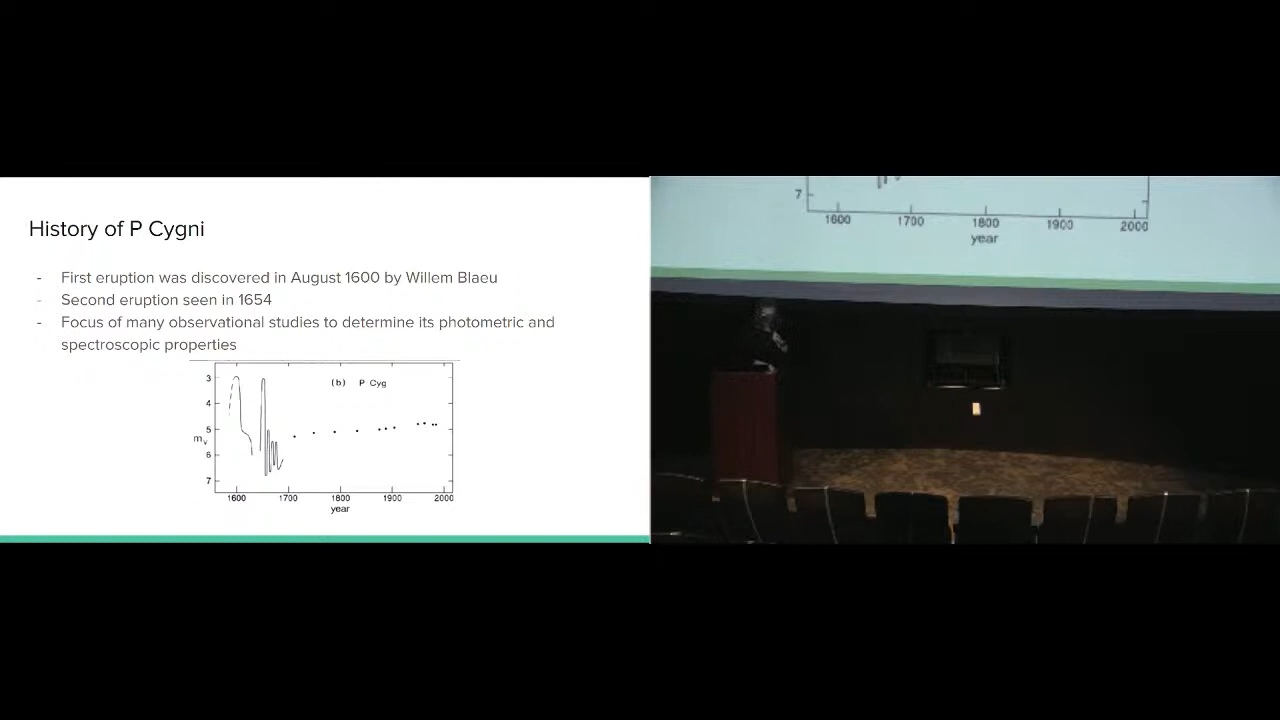 History of P Cygni
- First eruption was discovered in August 1600 by Willem Blaeu
- Second eruption seen in 1654
- Focus of many observational studies to determine its photometric and
spectroscopic properties
(b) P Cyg
3
4
5
m_v
6
7
1600 1700 1800 1900 2000
year
7
1600 1700 1800 1900 2000
year